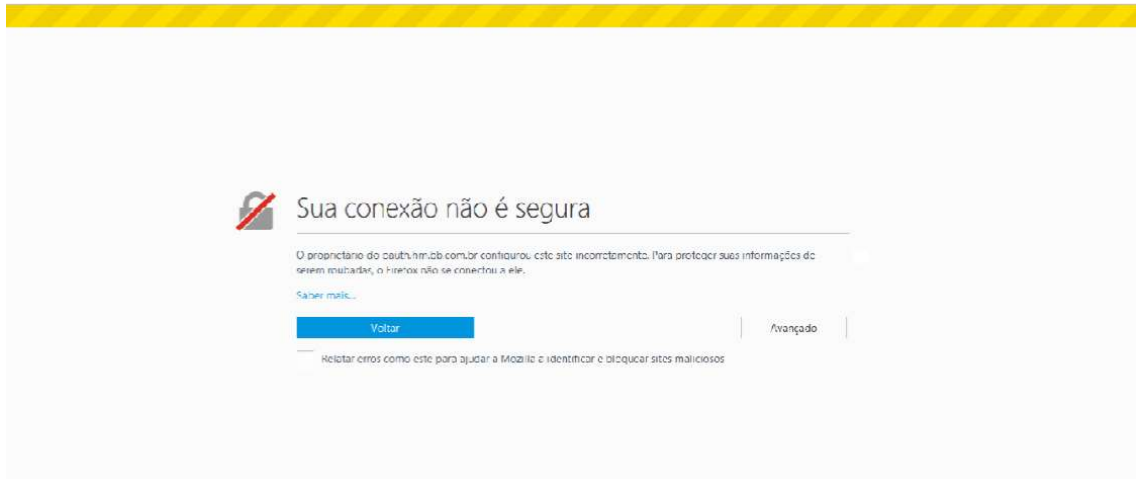 Sua conexão não é segura
O proprietário do oauth.hm.bb.com.br configurou este site incorretamente. Para proteger suas informações de
serem roubadas, o Firefox não se conectou a ele.
Saber mais...
Voltar
Avançado
Relatar erros como este para ajudar a Mozilla a identificar e bloquear sites maliciosos